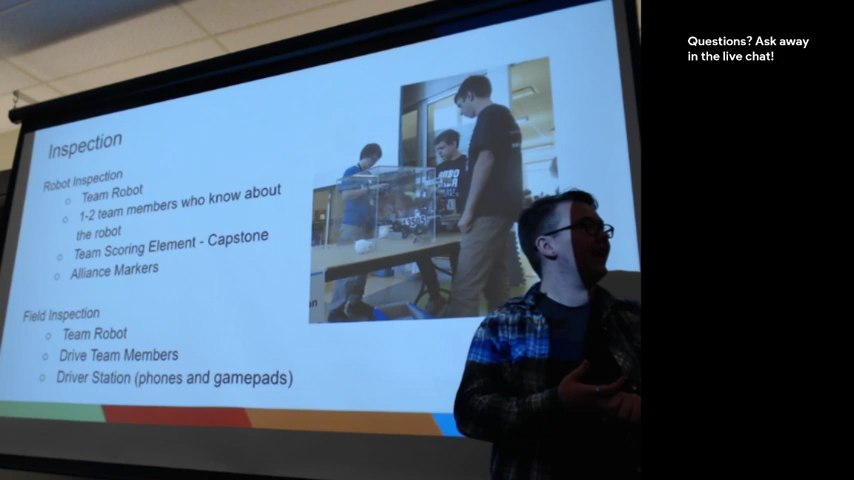 Inspection
Robot Inspection
Team Robot
1-2 team members who know about
the robot
Team Scoring Element - Capstone
Alliance Markers
Field Inspection
Team Robot
Drive Team Members
Driver Station (phones and gamepads)
Questions? Ask away
in the live chat!